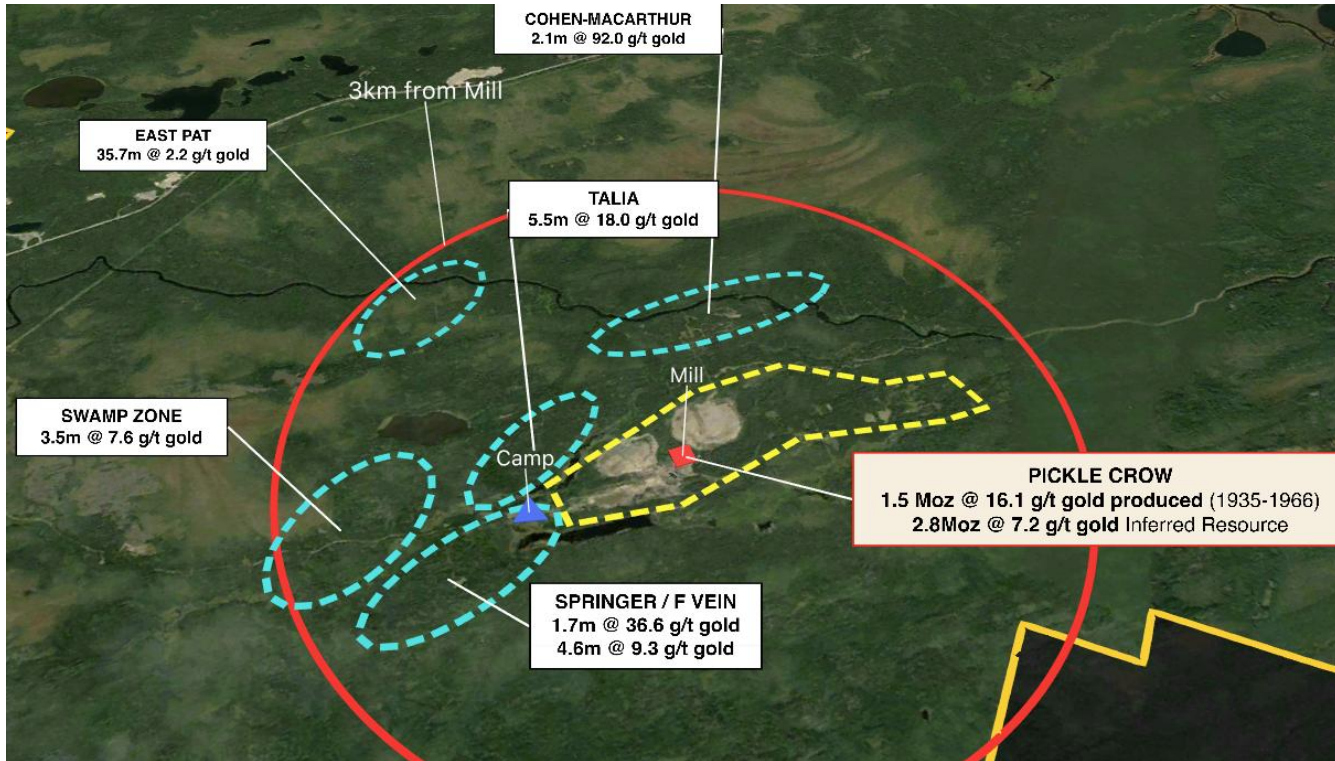 COHEN-MACARTHUR
2.1m @ 92.0 g/t gold
3km from Mill
EAST PAT
35.7m @ 2.2 g/t gold
TALIA
5.5m @ 18.0 g/t gold
Mill
SWAMP ZONE
3.5m @ 7.6 g/t gold
Camp
PICKLE CROW
1.5 Moz @ 16.1 g/t gold produced (1935-1966)
2.8Moz @ 7.2 g/t gold Inferred Resource
SPRINGER / F VEIN
1.7m @ 36.6 g/t gold
4.6m @ 9.3 g/t gold